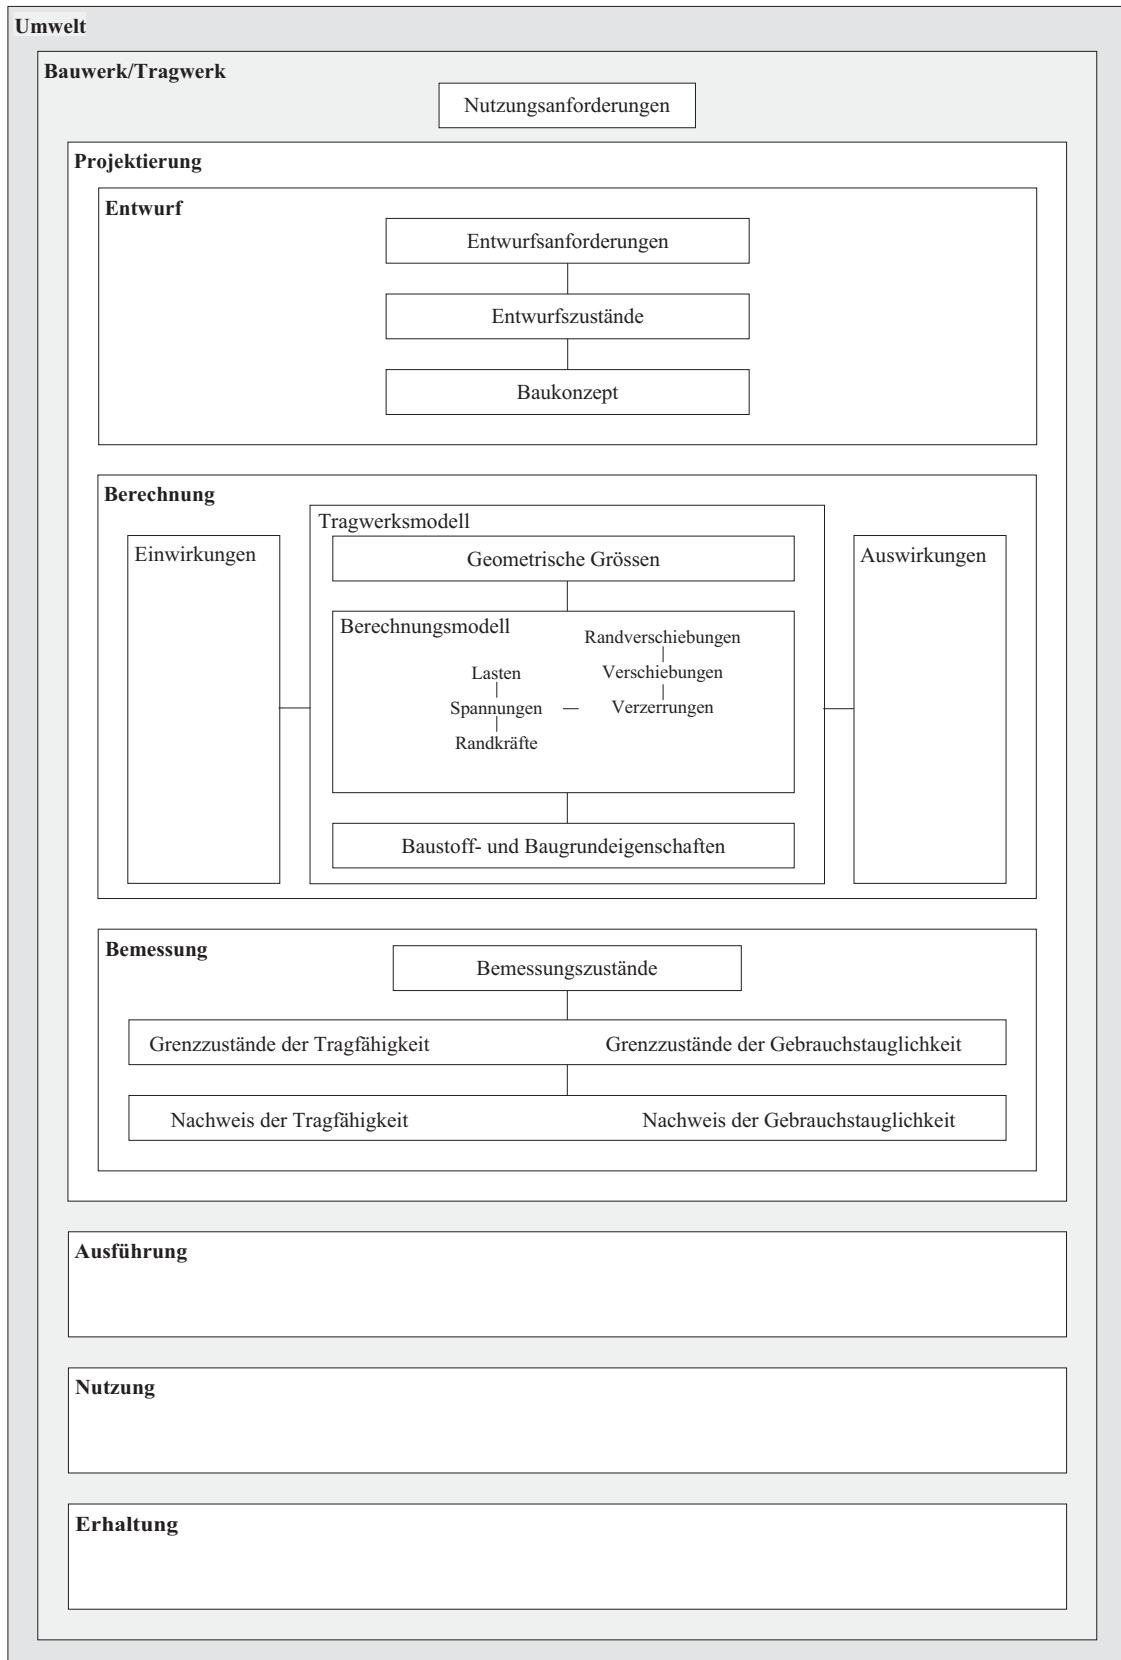 Umwelt
Bauwerk/Tragwerk
Nutzungsanforderungen
Projektierung
Entwurf
Entwurfsanforderungen
Entwurfszustände
Baukonzept
Berechnung
Einwirkungen
Tragwerksmodell
Geometrische Grössen
Berechnungsmodell
Lasten
Spannungen
Randkräfte
Randverschiebungen
Verschiebungen
Verzerrungen
Baustoff- und Baugrundeigenschaften
Auswirkungen
Bemessung
Bemessungszustände
Grenzzustände der Tragfähigkeit
Grenzzustände der Gebrauchstauglichkeit
Nachweis der Tragfähigkeit
Nachweis der Gebrauchstauglichkeit
Ausführung
Nutzung
Erhaltung